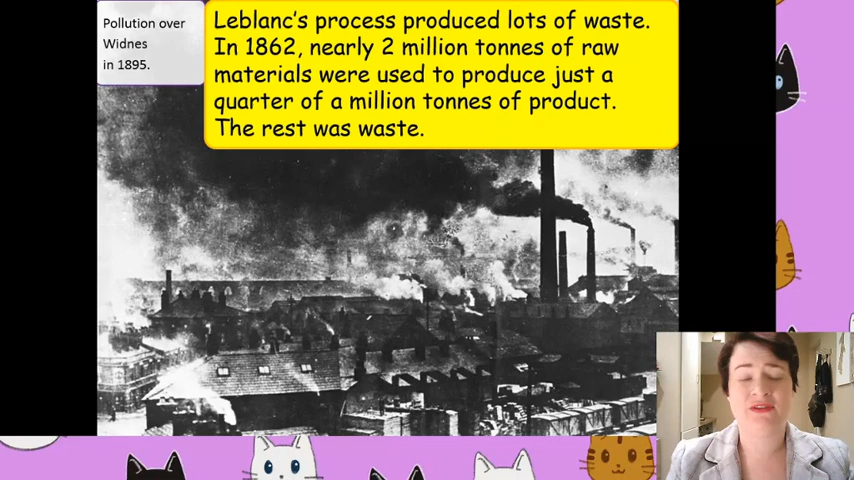 Pollution over
Widnes
in 1895.
Leblanc's process produced lots of waste.
In 1862, nearly 2 million tonnes of raw
materials were used to produce just a
quarter of a million tonnes of product.
The rest was waste.